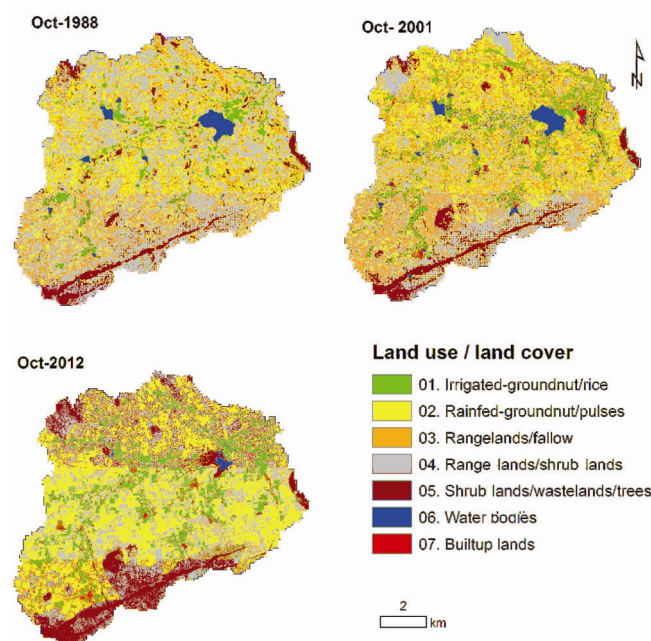 Oct-1988
Oct- 2001
N
Oct-2012
Land use / land cover
01. Irrigated-groundnut/rice
02. Rainfed-groundnut/pulses
03. Rangelands/fallow
04. Range lands/shrub lands
05. Shrub lands/wastelands/trees
06. Water bodies
07. Builtup lands
2
km